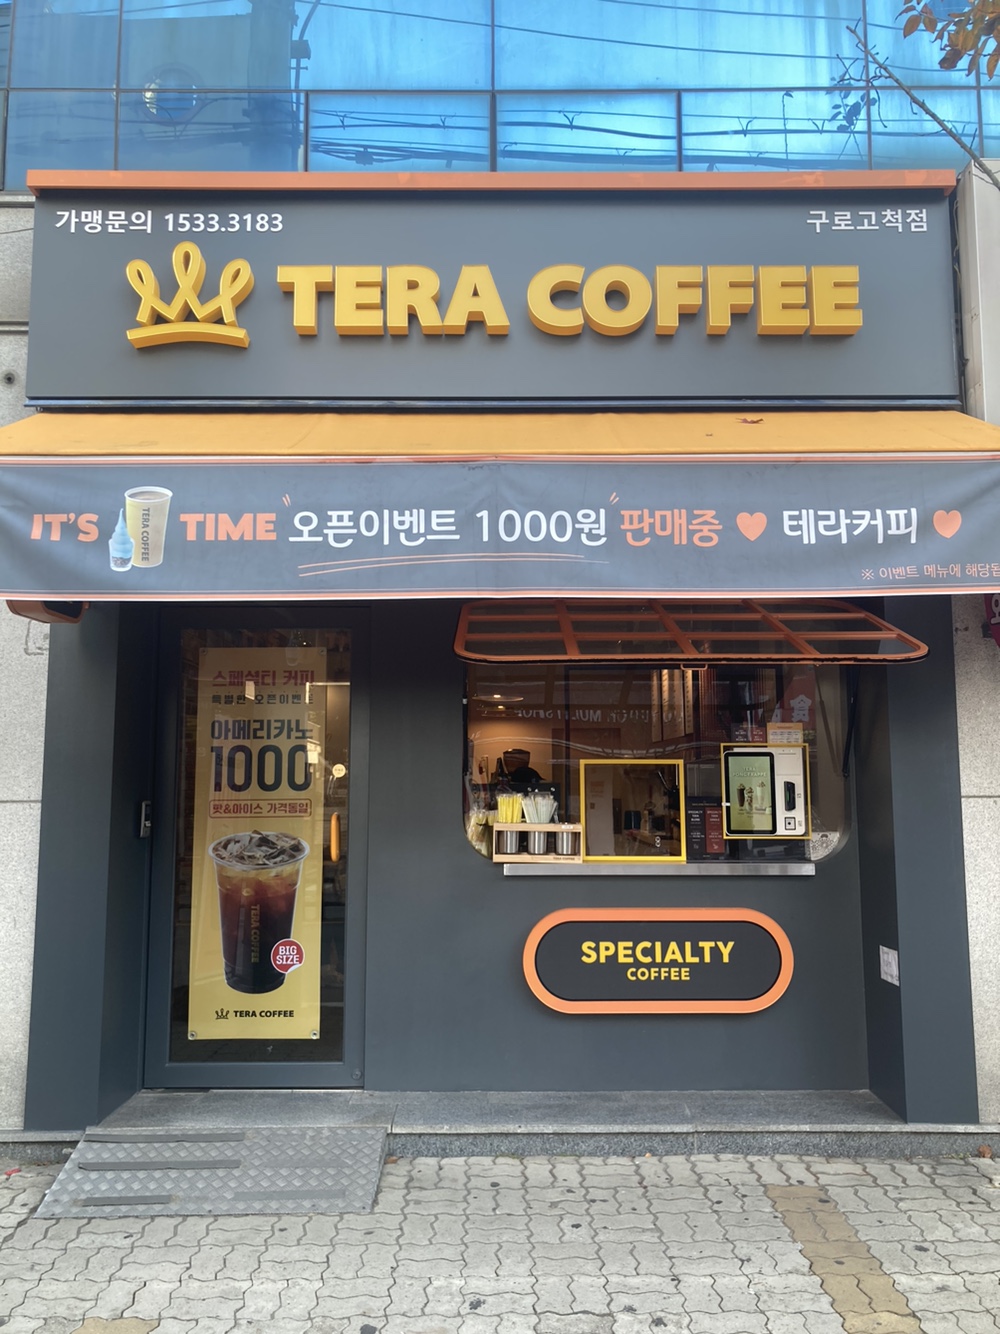 가맹문의 1533.3183
구로고척점
TERA COFFEE
IT'S TERA COFFEE TIME "오픈이벤트 1000원" 판매중 ♥ 테라커피 ♥
※ 이벤트 메뉴에 해당됨
스페셜티 커피
특별한 오픈이벤트
아메리카노
1000
핫&아이스 가격동일
TERA COFFEE
BIG
SIZE
TERA COFFEE
SPECIALTY
COFFEE